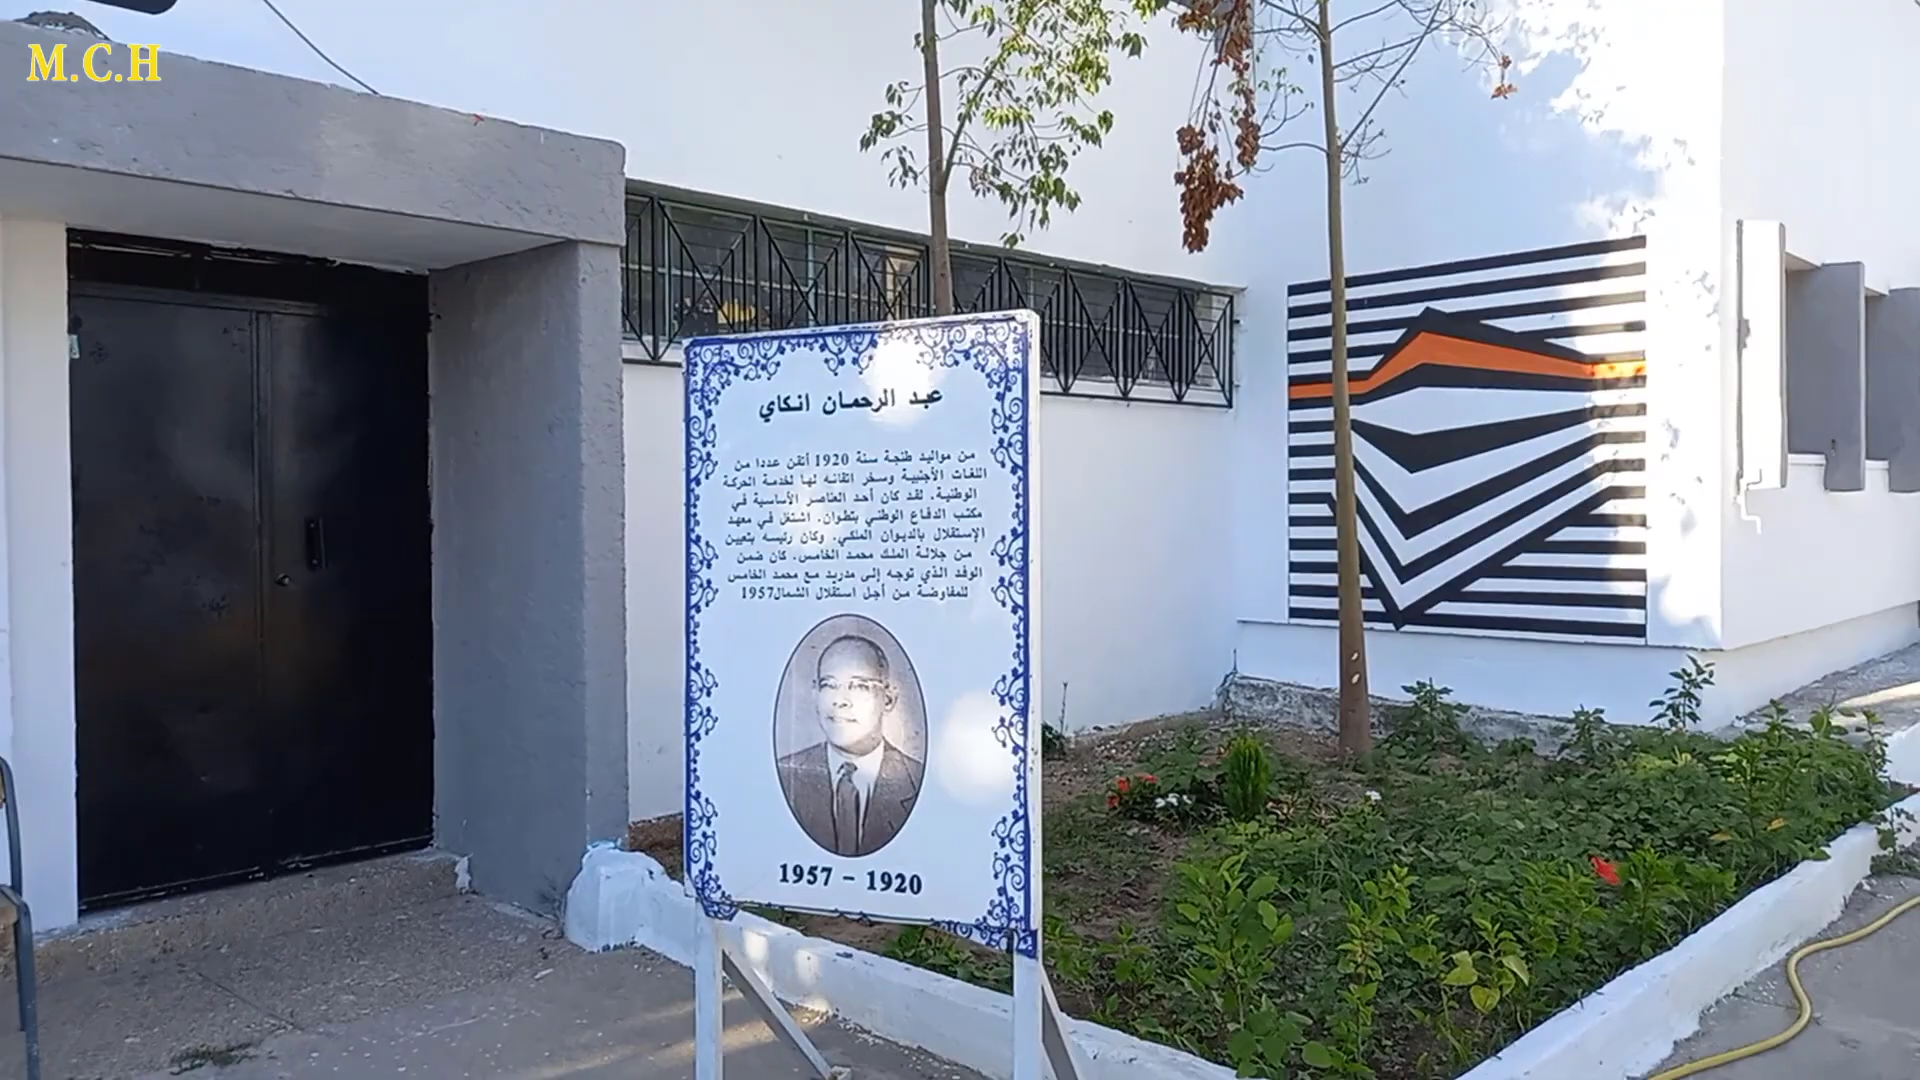 M.C.H
عبد الرحمان انكاي
من مواليد طنجة سنة 1920 أتقن عددا من
اللغات الأجنبية وسخر اتقانه لها لخدمة الحركة
الوطنية. لقد كان أحد العناصر الأساسية في
مكتب الدفاع الوطني بتطوان. اشتغل في معهد
الإستقلال بالديوان الملكي. وكان رئيسه بتعيين
من جلالة الملك محمد الخامس. كان ضمن
الوفد الذي توجه إلى مدريد مع محمد الخامس
للمفاوضة من أجل استقلال الشمال1957
1957 - 1920